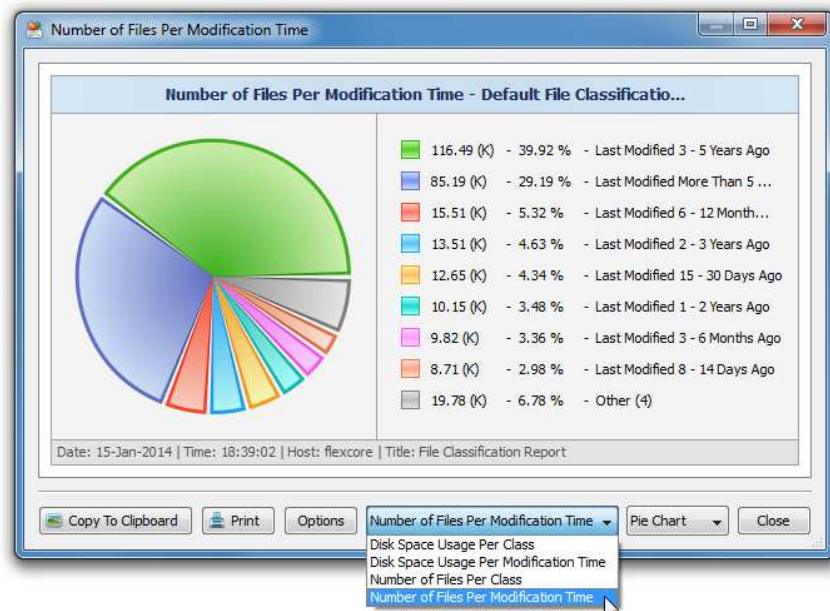 Number of Files Per Modification Time
Number of Files Per Modification Time - Default File Classificatio...
116.49 (K) - 39.92 % - Last Modified 3 - 5 Years Ago
85.19 (K) - 29.19 % - Last Modified More Than 5 ...
15.51 (K) - 5.32 % - Last Modified 6 - 12 Month...
13.51 (K) - 4.63 % - Last Modified 2 - 3 Years Ago
12.65 (K) - 4.34 % - Last Modified 15 - 30 Days Ago
10.15 (K) - 3.48 % - Last Modified 1 - 2 Years Ago
9.82 (K) - 3.36 % - Last Modified 3 - 6 Months Ago
8.71 (K) - 2.98 % - Last Modified 8 - 14 Days Ago
19.78 (K) - 6.78 % - Other (4)
Date: 15-Jan-2014 | Time: 18:39:02 | Host: flexcore | Title: File Classification Report
Copy To Clipboard Print Options Number of Files Per Modification Time Pie Chart Close
Disk Space Usage Per Class
Disk Space Usage Per Modification Time
Number of Files Per Class
Number of Files Per Modification Time